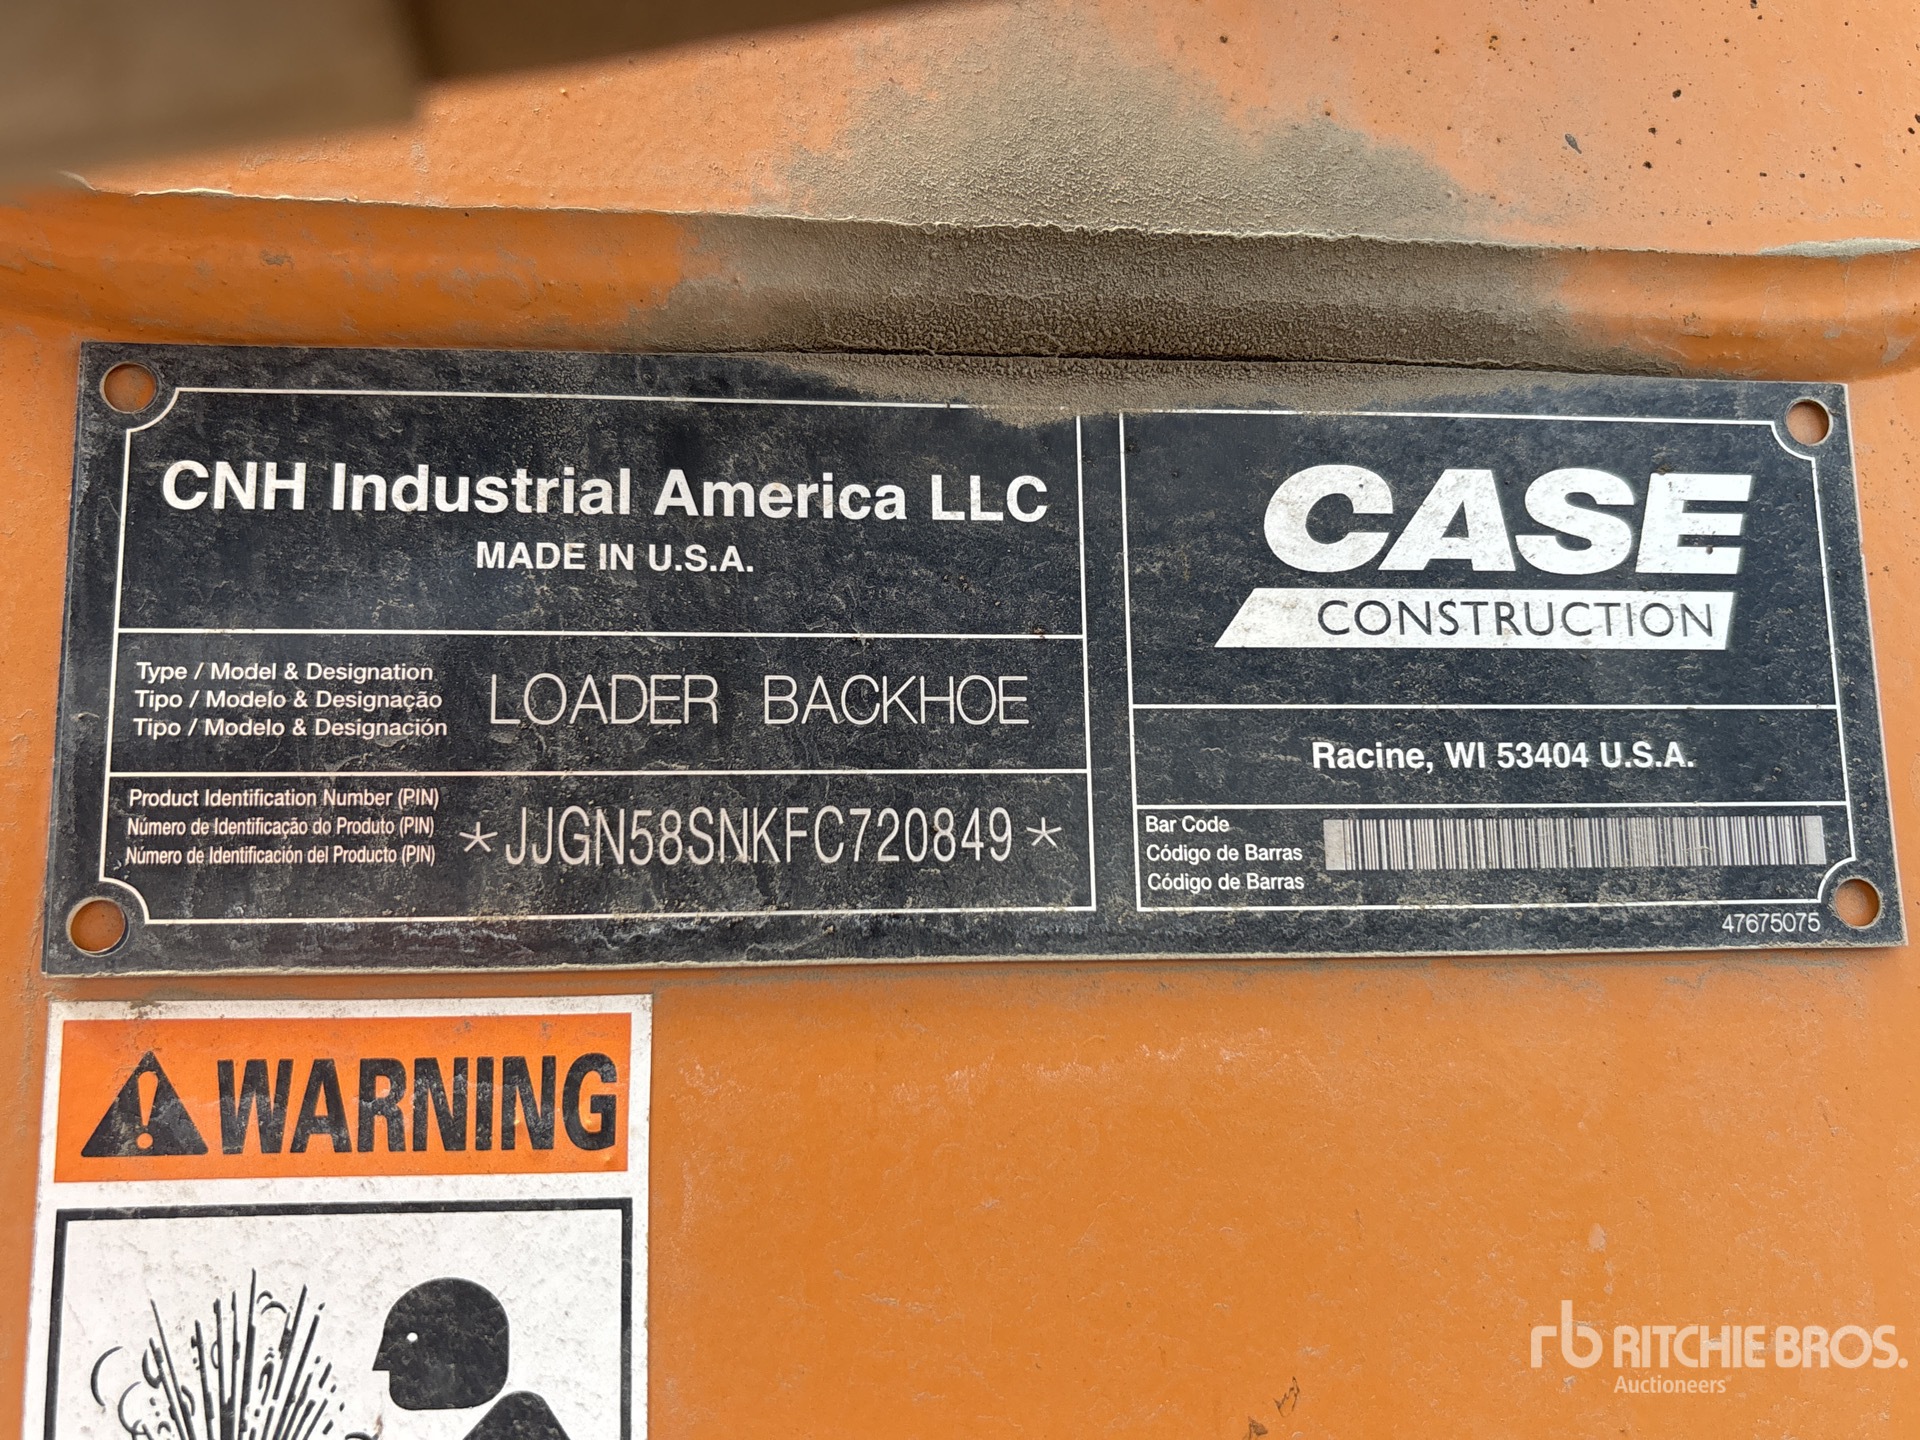 CNH Industrial America LLC
MADE IN U.S.A.
Type / Model & Designation
Tipo / Modelo & Designação
Tipo / Modelo & Designación
LOADER BACKHOE
Product Identification Number (PIN)
Número de Identificação do Produto (PIN)
Número de Identificación del Producto (PIN)
*JJGN58SNKFC720849*
CASE
CONSTRUCTION
Racine, WI 53404 U.S.A.
Bar Code
Código de Barras
Código de Barras
47675075
WARNING
rb RITCHIE BROS.
Auctioneers